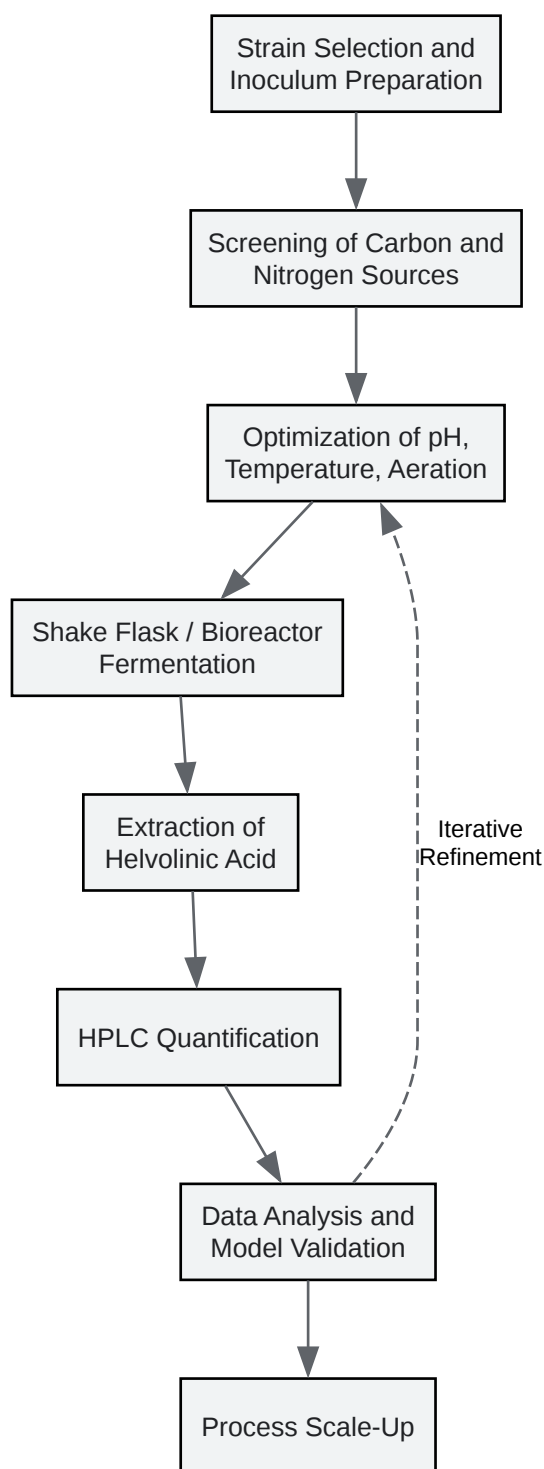 Strain Selection and
Inoculum Preparation
Screening of Carbon and
Nitrogen Sources
Optimization of pH,
Temperature, Aeration
Shake Flask / Bioreactor
Fermentation
Extraction of
Helvolinic Acid
Iterative
Refinement
HPLC Quantification
Data Analysis and
Model Validation
Process Scale-Up